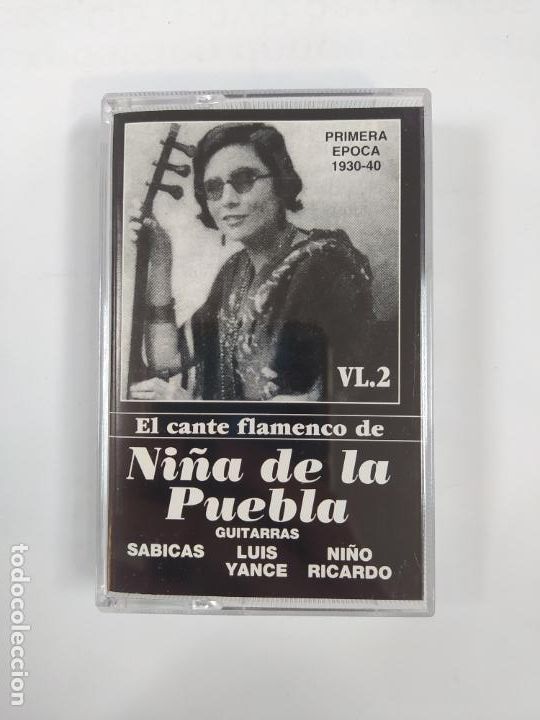 PRIMERA
EPOCA
1930-40
VL.2
El cante flamenco de
Niña de la
Puebla
GUITARRAS
SABICAS LUIS NIÑO
YANCE RICARDO
todocoleccion